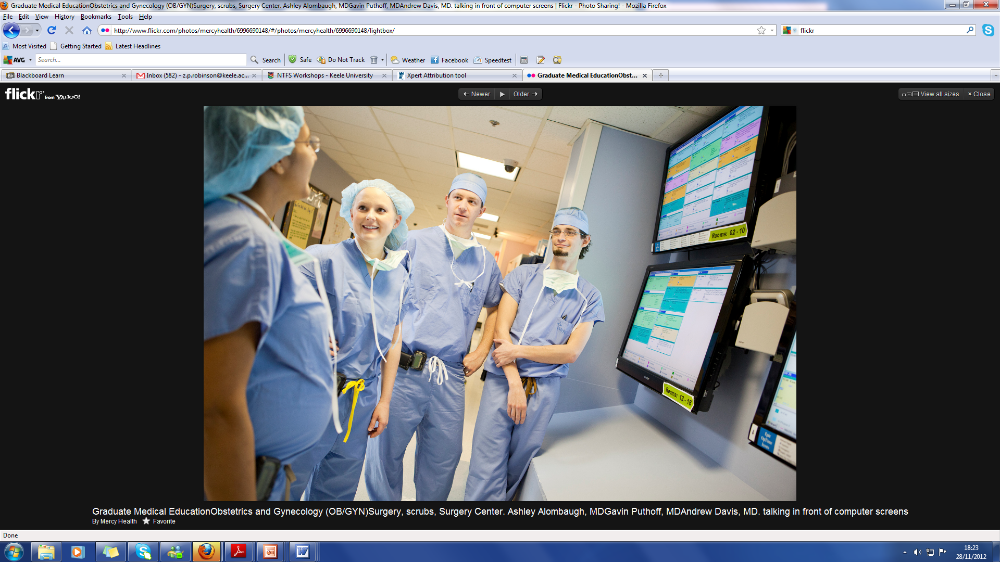 Graduate Medical EducationObstetrics and Gynecology (OB/GYN)Surgery, scrubs, Surgery Center. Ashley Alombaugh, MDGavin Puthoff, MDAndrew Davis, MD. talking in front of computer screens | Flickr - Photo Sharing! - Mozilla Firefox
File Edit View History Bookmarks Tools Help
http://www.flickr.com/photos/mercyhealth/6996690148/#/photos/mercyhealth/6996690148/lightbox/ flickr
Most Visited Getting Started Latest Headlines
AVG Search... Search Safe Do Not Track Weather Facebook Speedtest
Blackboard Learn Inbox (582) - z.p.robinson@keele.ac... NTFS Workshops - Keele University Xpert Attribution tool Graduate Medical EducationObst...
flickr from YAHOO! ← Newer Older → View all sizes × Close
Rooms: 02 - 10
Rooms: 12 - 18
Epic
OpTime
Icons
Graduate Medical EducationObstetrics and Gynecology (OB/GYN)Surgery, scrubs, Surgery Center. Ashley Alombaugh, MDGavin Puthoff, MDAndrew Davis, MD. talking in front of computer screens
By Mercy Health Favorite
Done
18:23
28/11/2012